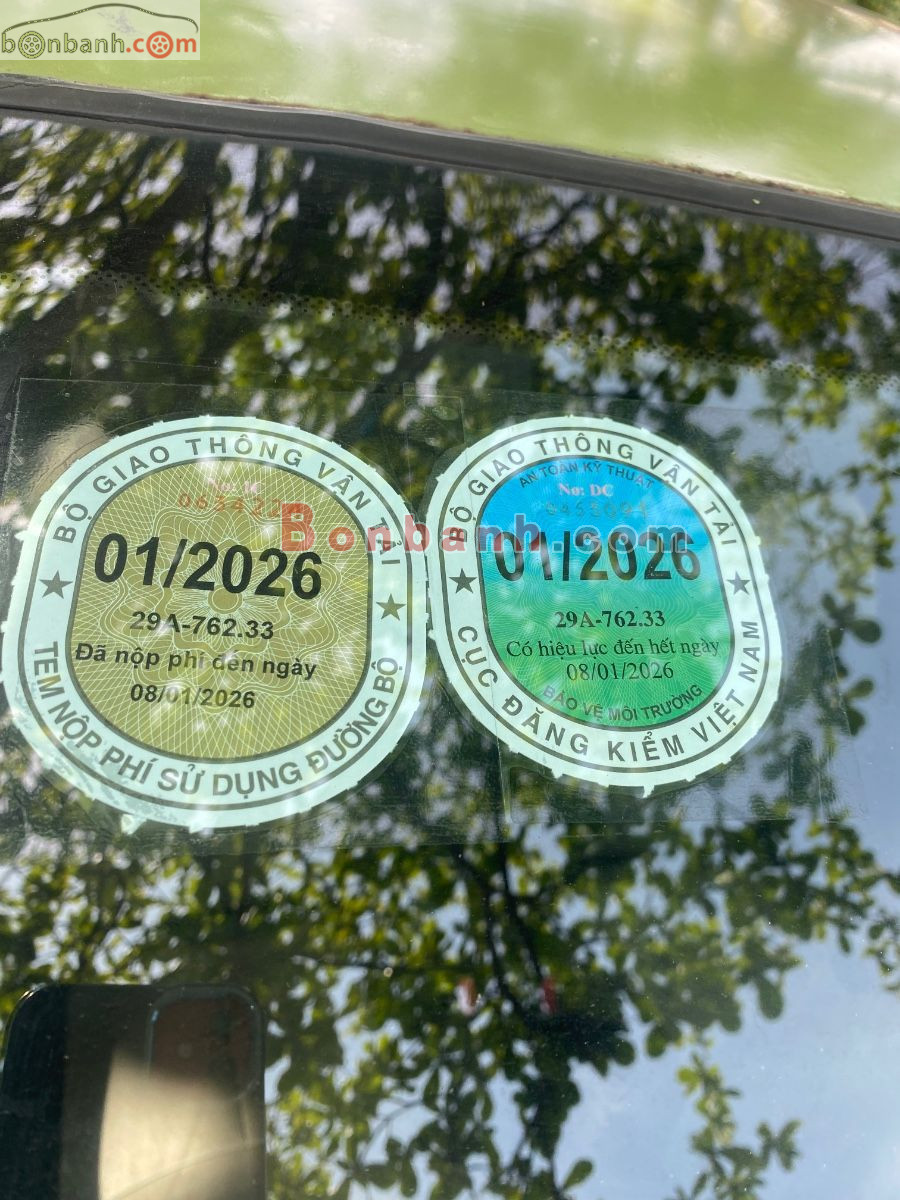 bonbanh.com
BỘ GIAO THÔNG VẬN TẢI
01/2026
29A-762.33
Đã nộp phí đến ngày
08/01/2026
TEM NỘP PHÍ SỬ DỤNG ĐƯỜNG BỘ
BỘ GIAO THÔNG VẬN TẢI
AN TOÀN KỸ THUẬT
No: DC
01/2026
29A-762.33
Có hiệu lực đến hết ngày
08/01/2026
BẢO VỆ MÔI TRƯỜNG
CỤC ĐĂNG KIỂM VIỆT NAM
Bonbanh.com